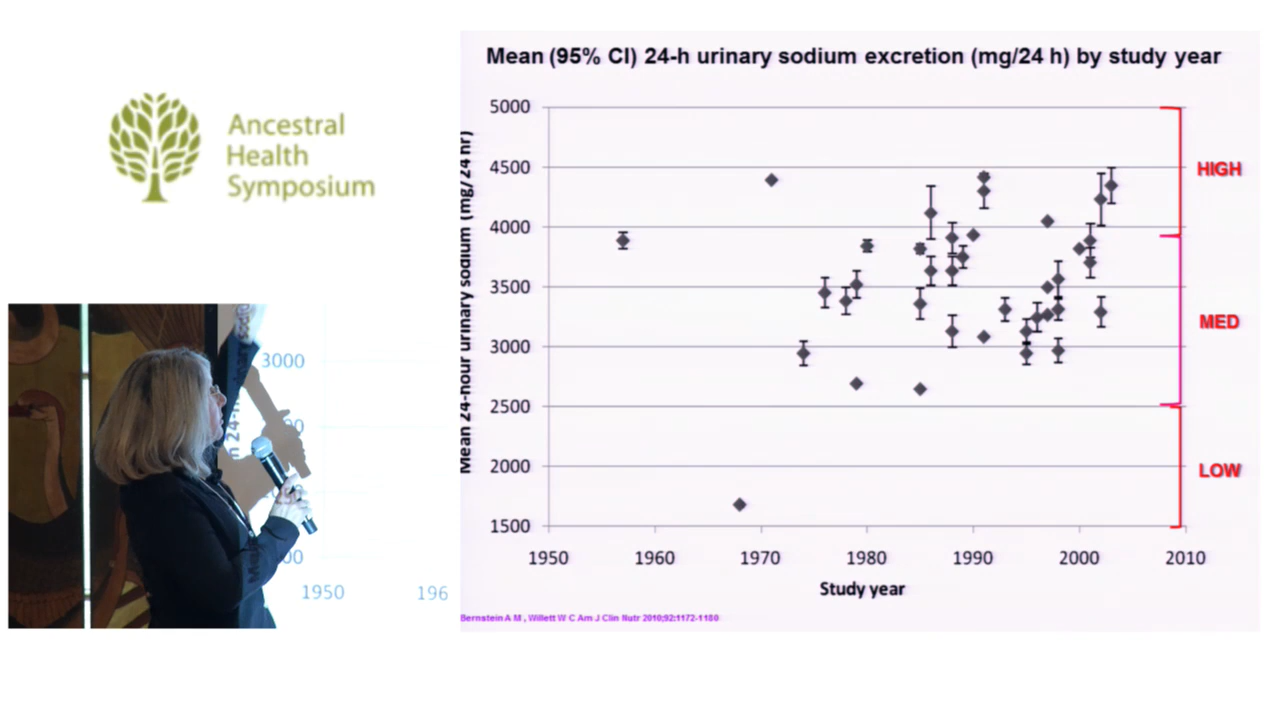 Ancestral
Health
Symposium
Mean (95% CI) 24-h urinary sodium excretion (mg/24 h) by study year
Mean 24-hour urinary sodium (mg/24 hr)
5000
4500
4000
3500
3000
2500
2000
1500
1950
1960
1970
1980
1990
2000
2010
Study year
HIGH
MED
LOW
Bernstein A M , Willett W C Am J Clin Nutr 2010;92:1172-1180
3000
1950
196